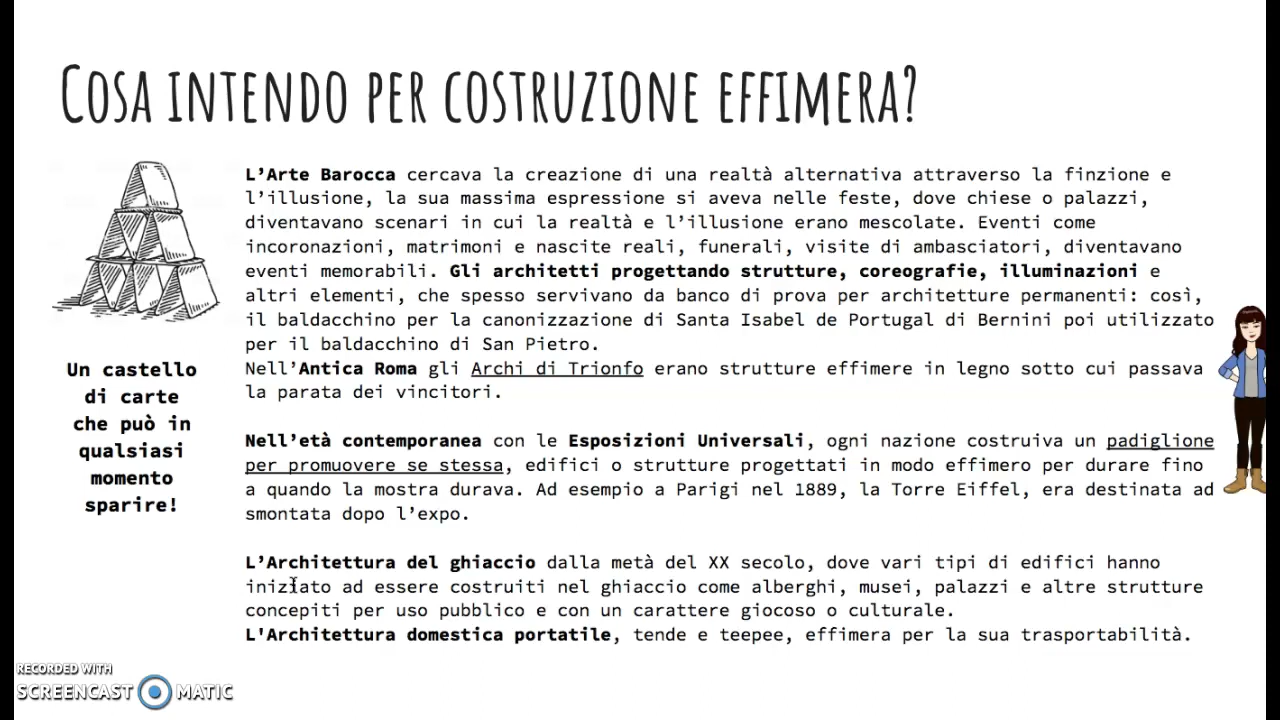 COSA INTENDO PER COSTRUZIONE EFFIMERA?
L'Arte Barocca cercava la creazione di una realtà alternativa attraverso la finzione e
l'illusione, la sua massima espressione si aveva nelle feste, dove chiese o palazzi,
diventavano scenari in cui la realtà e l'illusione erano mescolate. Eventi come
incoronazioni, matrimoni e nascite reali, funerali, visite di ambasciatori, diventavano
eventi memorabili. Gli architetti progettando strutture, coreografie, illuminazioni e
altri elementi, che spesso servivano da banco di prova per architetture permanenti: così,
il baldacchino per la canonizzazione di Santa Isabel de Portugal di Bernini poi utilizzato
per il baldacchino di San Pietro.
Nell'Antica Roma gli Archi di Trionfo erano strutture effimere in legno sotto cui passava
la parata dei vincitori.
Nell'età contemporanea con le Esposizioni Universali, ogni nazione costruiva un padiglione
per promuovere se stessa, edifici o strutture progettati in modo effimero per durare fino
a quando la mostra durava. Ad esempio a Parigi nel 1889, la Torre Eiffel, era destinata ad
smontata dopo l'expo.
L'Architettura del ghiaccio dalla metà del XX secolo, dove vari tipi di edifici hanno
iniziato ad essere costruiti nel ghiaccio come alberghi, musei, palazzi e altre strutture
concepiti per uso pubblico e con un carattere giocoso o culturale.
L'Architettura domestica portatile, tende e teepee, effimera per la sua trasportabilità.
Un castello
di carte
che può in
qualsiasi
momento
sparire!
RECORDED WITH
SCREENCAST MATIC